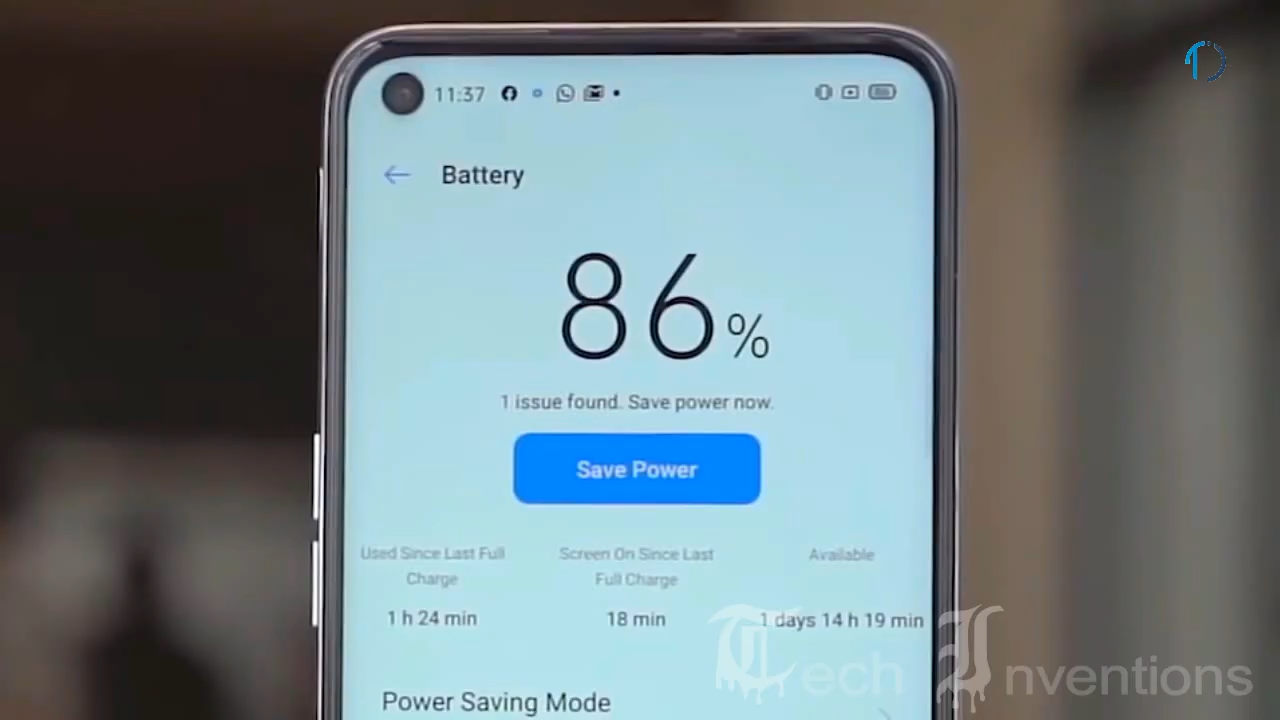 11:37
Battery
86%
1 issue found. Save power now.
Save Power
Used Since Last Full
Charge
1 h 24 min
Screen On Since Last
Full Charge
18 min
Available
1 days 14 h 19 min
Power Saving Mode
Tech Inventions